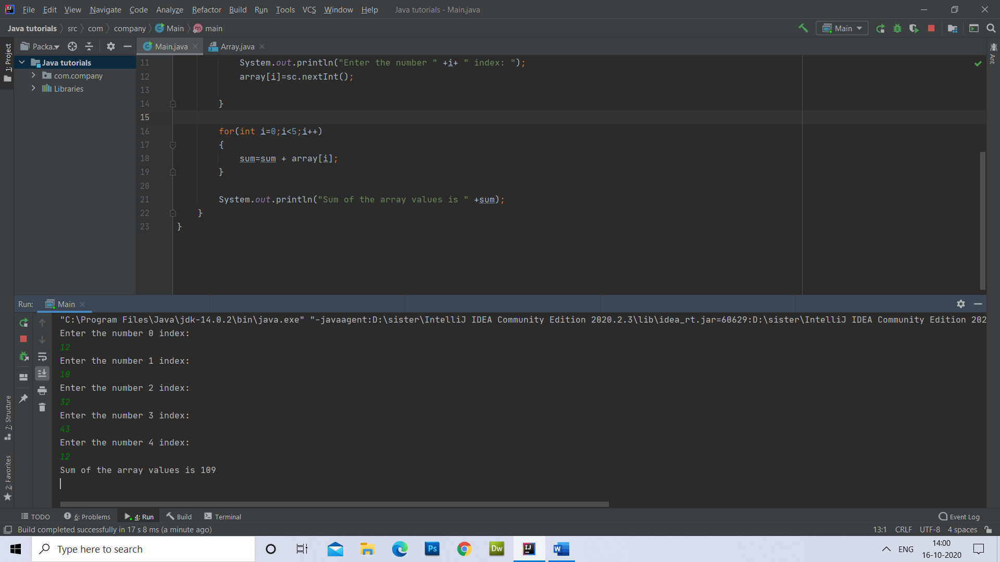 File Edit View Navigate Code Analyze Refactor Build Run Tools VCS Window Help Java tutorials - Main.java
Java tutorials src com company Main main
Main
Packa...
Main.java Array.java
1: Project
Java tutorials
com.company
Libraries
Ant
11 System.out.println("Enter the number " +i+ " index: ");
12 array[i]=sc.nextInt();
13
14 }
15
16 for(int i=0;i<5;i++)
17 {
18 sum=sum + array[i];
19 }
20
21 System.out.println("Sum of the array values is " +sum);
22 }
23 }
Run: Main
"C:\Program Files\Java\jdk-14.0.2\bin\java.exe" "-javaagent:D:\sister\IntelliJ IDEA Community Edition 2020.2.3\lib\idea_rt.jar=60629:D:\sister\IntelliJ IDEA Community Edition 202
Enter the number 0 index:
12
Enter the number 1 index:
10
Enter the number 2 index:
32
Enter the number 3 index:
43
Enter the number 4 index:
12
Sum of the array values is 109
7: Structure
2: Favorites
TODO 6: Problems 4: Run Build Terminal Event Log
Build completed successfully in 17 s 8 ms (a minute ago) 13:1 CRLF UTF-8 4 spaces
Type here to search
Ps
Dw
IJ
W
ENG
14:00
16-10-2020